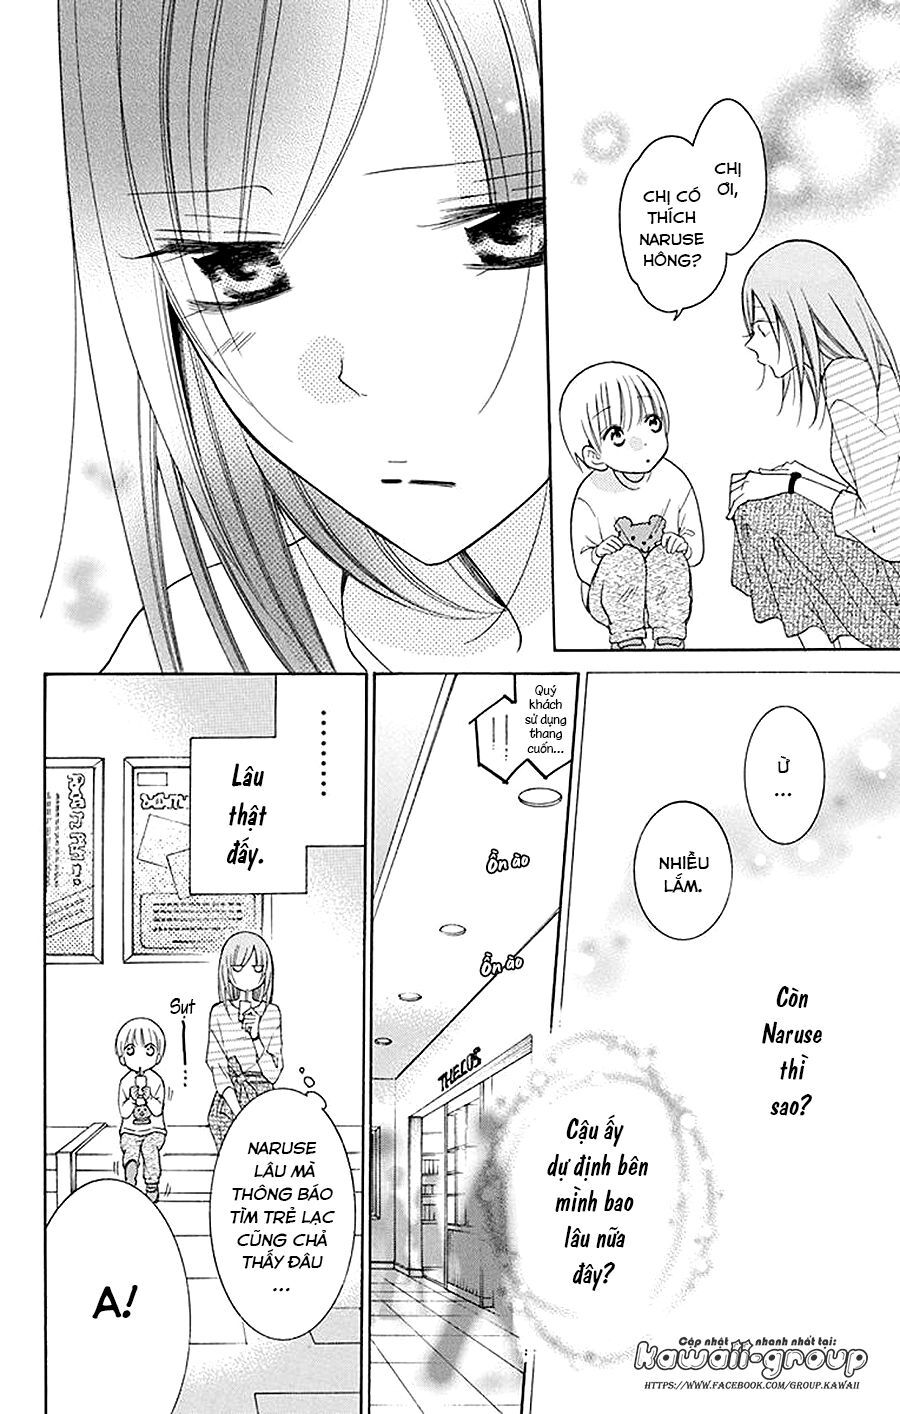 CHỊ
ƠI,
CHỊ CÓ
THÍCH
NARUSE
HÔNG?
Ừ
...
NHIỀU
LẮM.
Còn
Naruse
thì
sao?
Cậu ấy
dự định bên
mình bao
lâu nữa
đây?
Quý
khách
sử dụng
thang
cuốn...
Ồn ào
Ồn ào
THELOS
.........
Lâu
thật
đấy.
Sụt
NARUSE
LÂU MÀ
THÔNG BÁO
TÌM TRẺ LẠC
CŨNG CHẢ
THẤY ĐÂU
...
A!
Cập nhật nhanh nhất tại:
kawaii-group
HTTPS://WWW.FACEBOOK.COM/GROUP.KAWAII